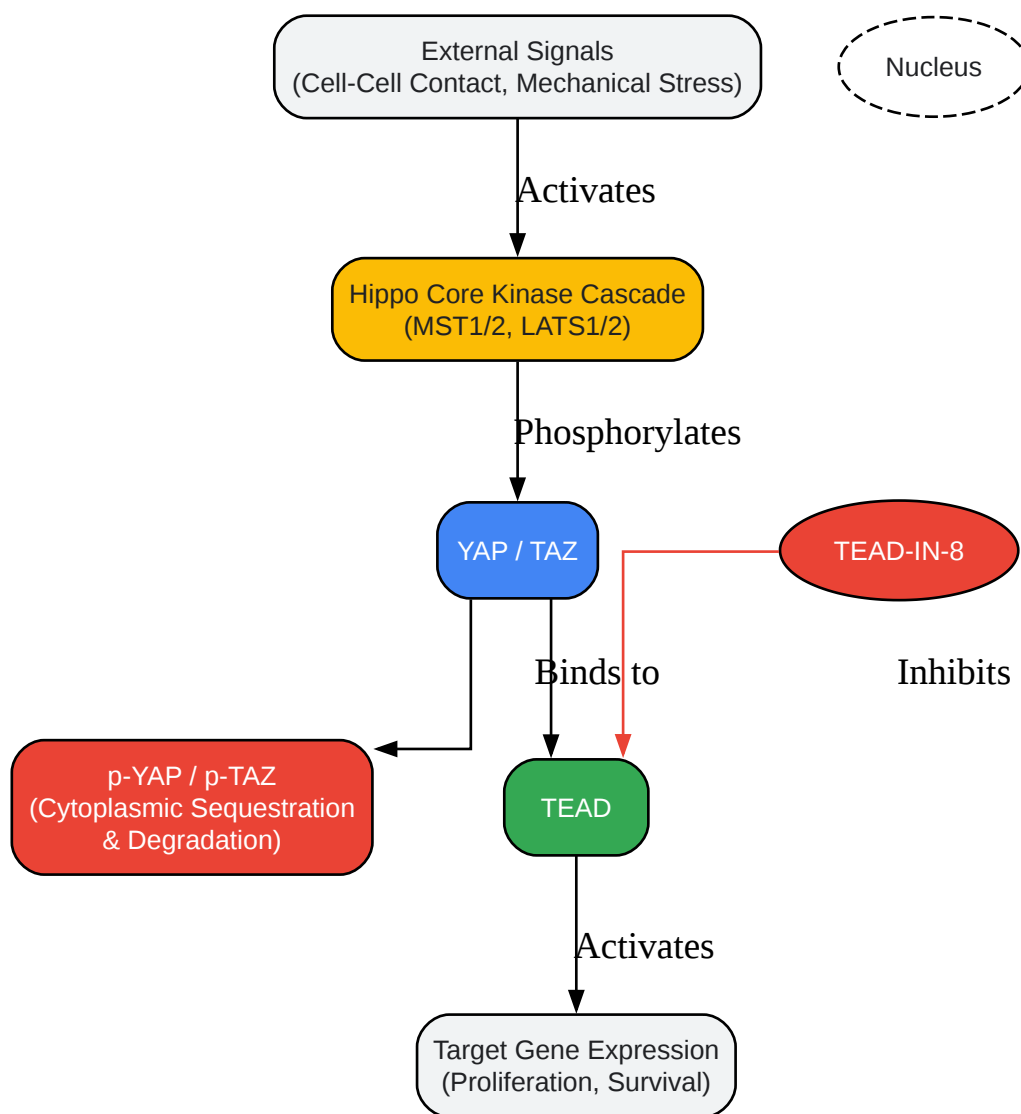 External Signals
(Cell-Cell Contact, Mechanical Stress)
Nucleus
Activates
Hippo Core Kinase Cascade
(MST1/2, LATS1/2)
Phosphorylates
YAP / TAZ
TEAD-IN-8
Binds to
Inhibits
p-YAP / p-TAZ
(Cytoplasmic Sequestration
& Degradation)
TEAD
Activates
Target Gene Expression
(Proliferation, Survival)